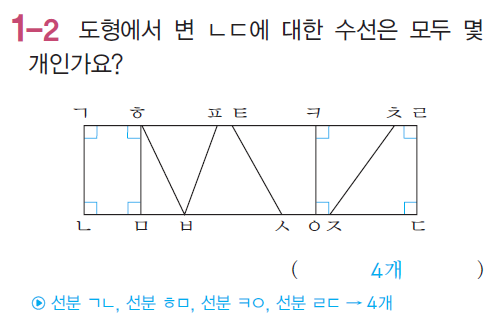 1-2 도형에서 변 ㄴㄷ에 대한 수선은 모두 몇
개인가요?
ㄱ ㅎ ㅍ ㅌ ㅋ ㅊ ㄹ
ㄴ ㅁ ㅂ ㅅ ㅇ ㅈ ㄷ
( 4개 )
선분 ㄱㄴ, 선분 ㅎㅁ, 선분 ㅋㅇ, 선분 ㄹㄷ → 4개